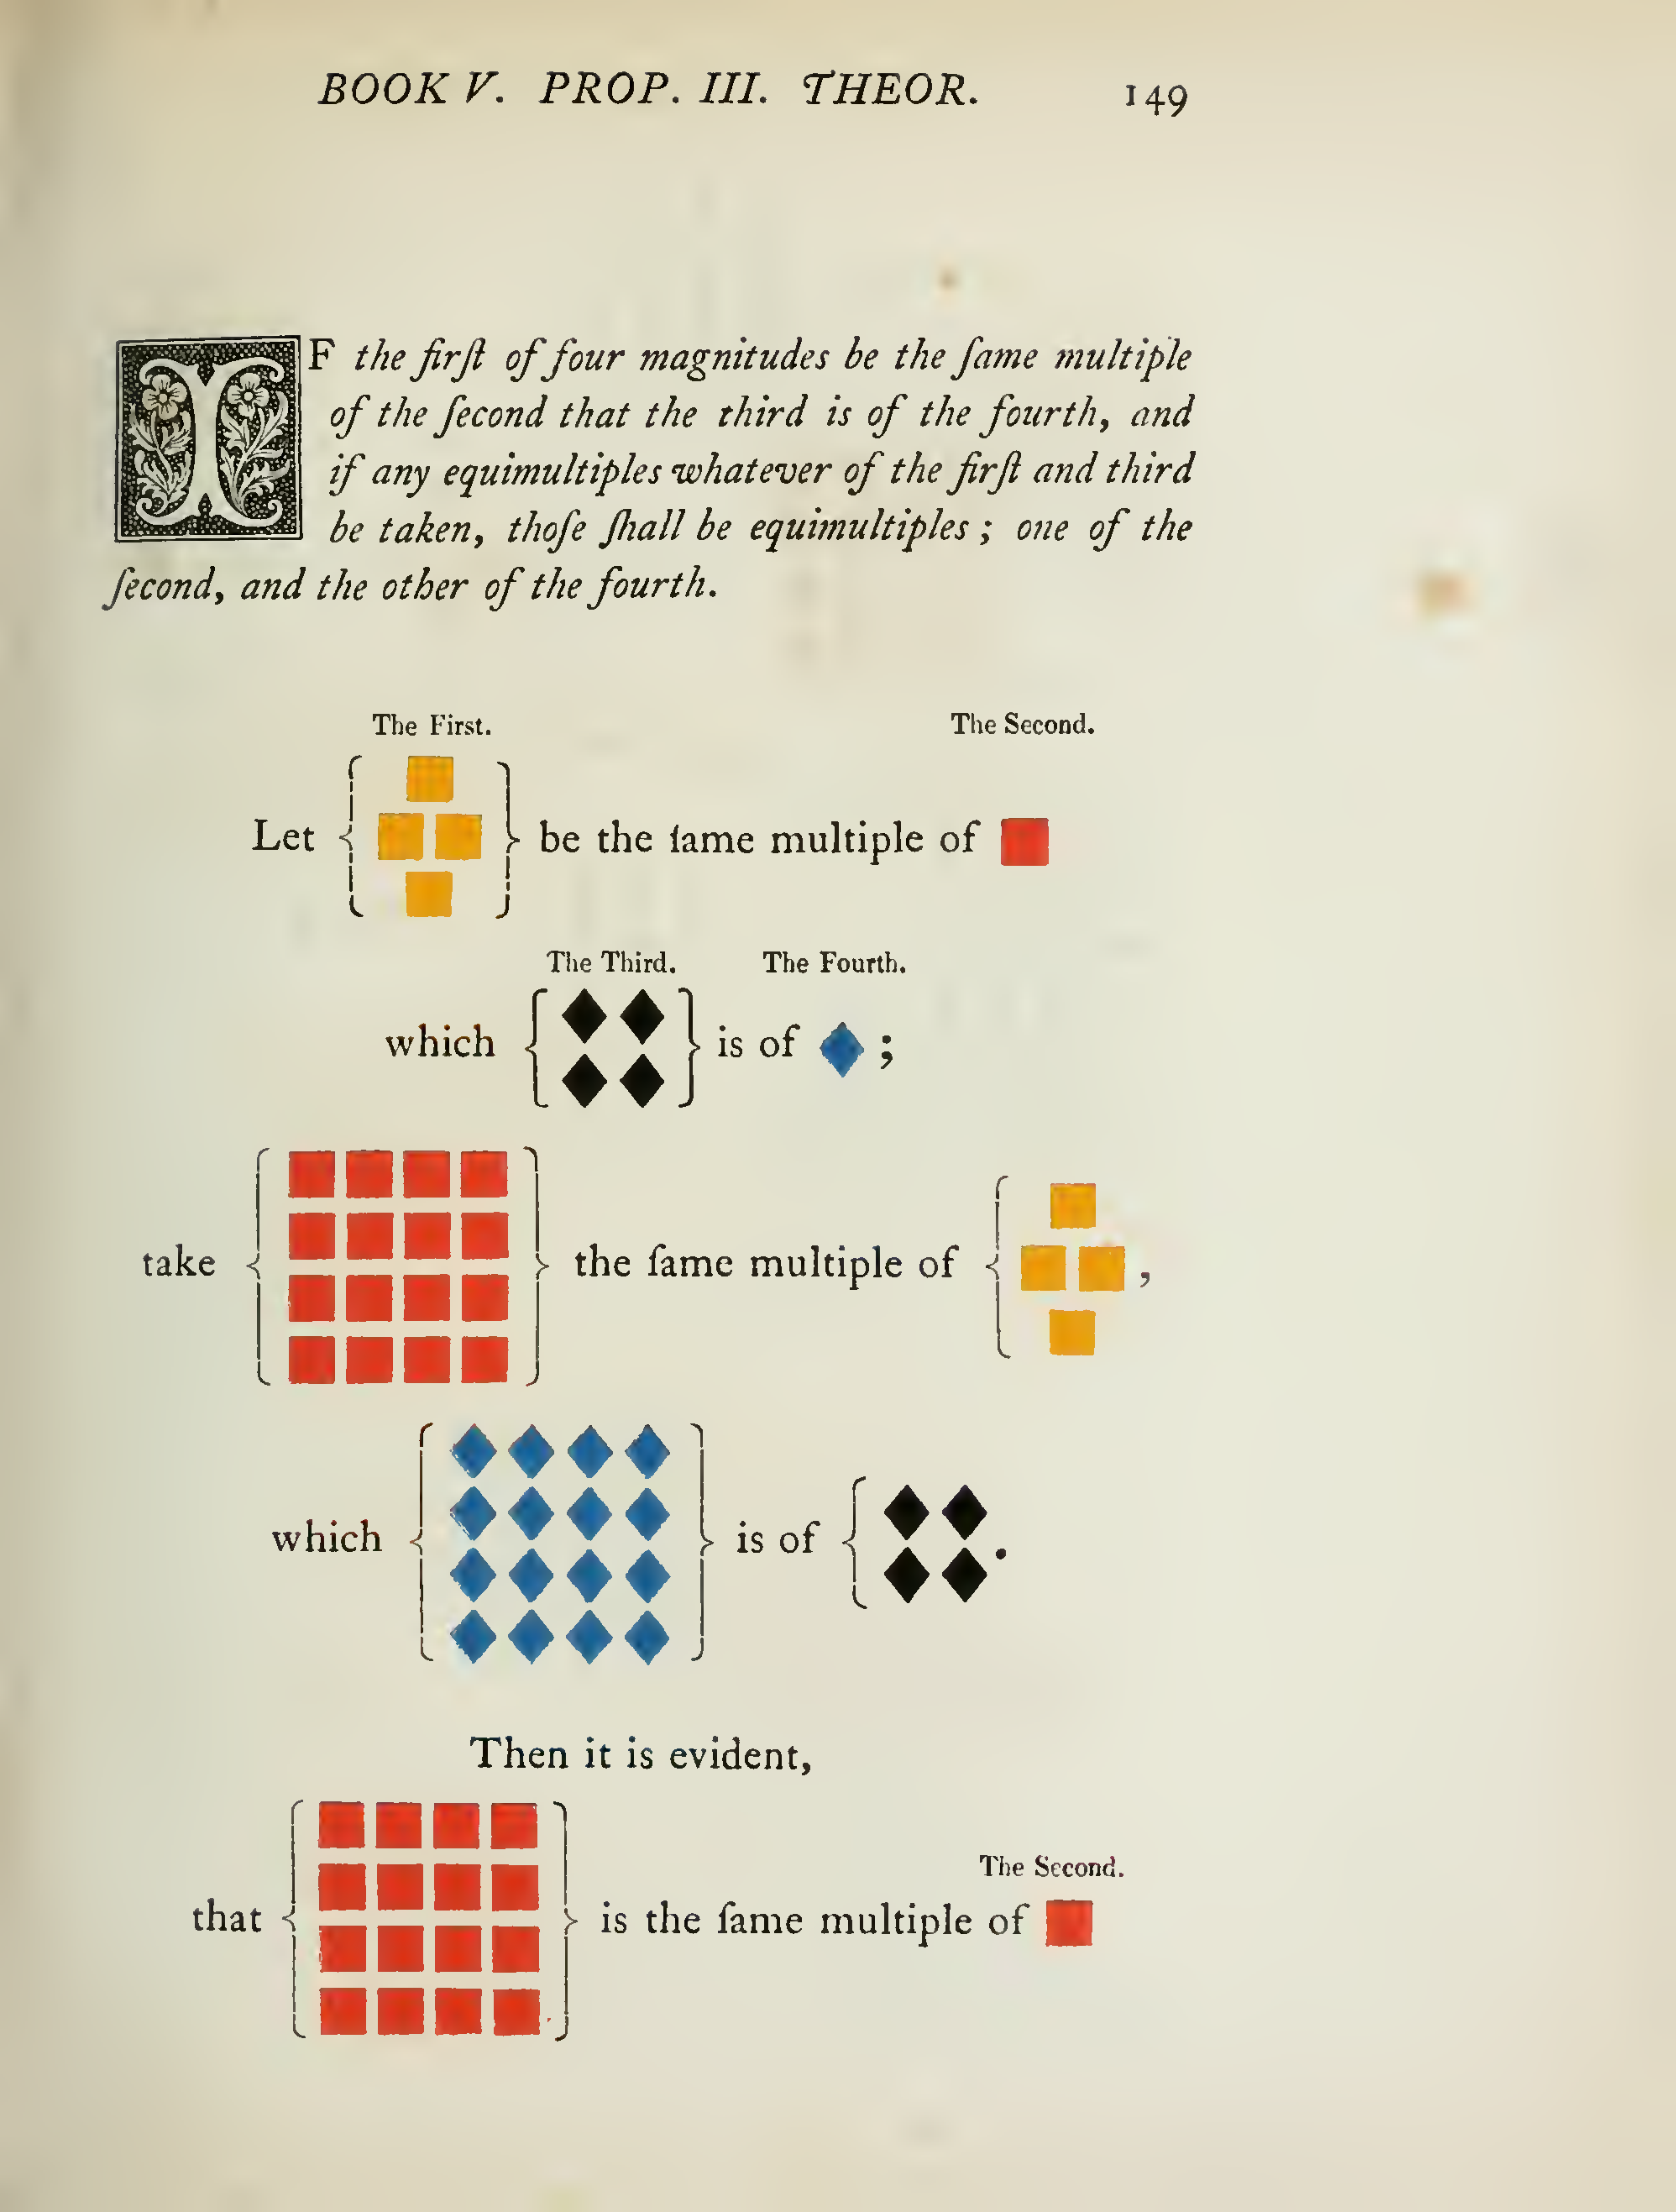 BOOK V. PROP. III. THEOR. 149
IF the firſt of four magnitudes be the ſame multiple
of the ſecond that the third is of the fourth, and
if any equimultiples whatever of the firſt and third
be taken, thoſe ſhall be equimultiples ; one of the
ſecond, and the other of the fourth.
The First. The Second.
Let be the ſame multiple of
The Third. The Fourth.
which is of ;
take the ſame multiple of ,
which is of .
Then it is evident,
The Second.
that is the ſame multiple of